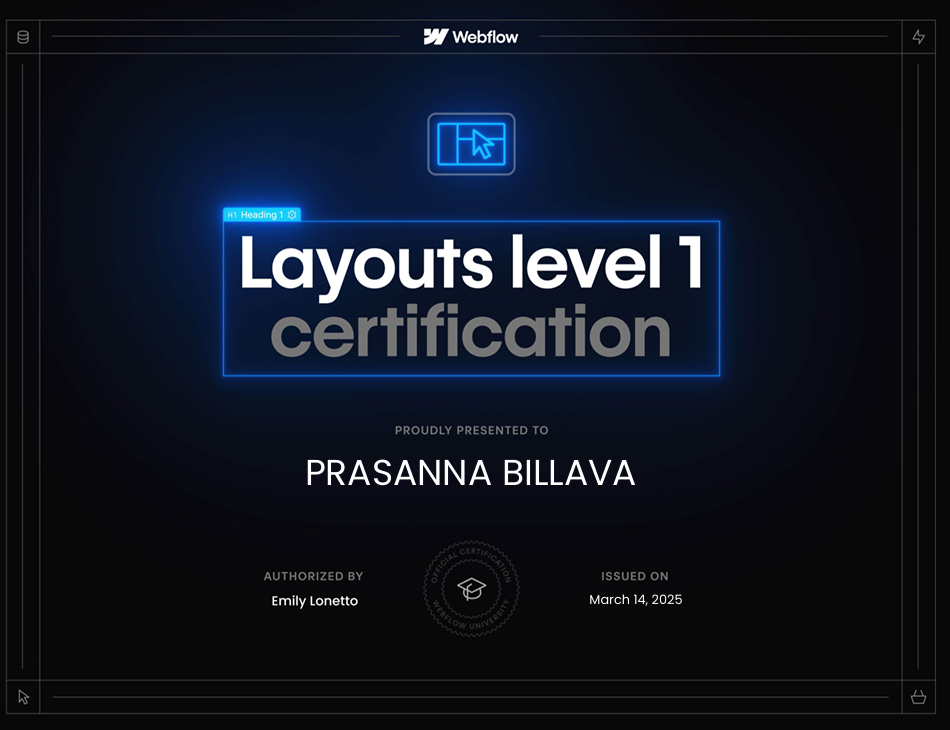 Webflow
H1 Heading 1
Layouts level 1
certification
PROUDLY PRESENTED TO
PRASANNA BILLAVA
AUTHORIZED BY
Emily Lonetto
OFFICIAL CERTIFICATION
WEBFLOW UNIVERSITY
ISSUED ON
March 14, 2025